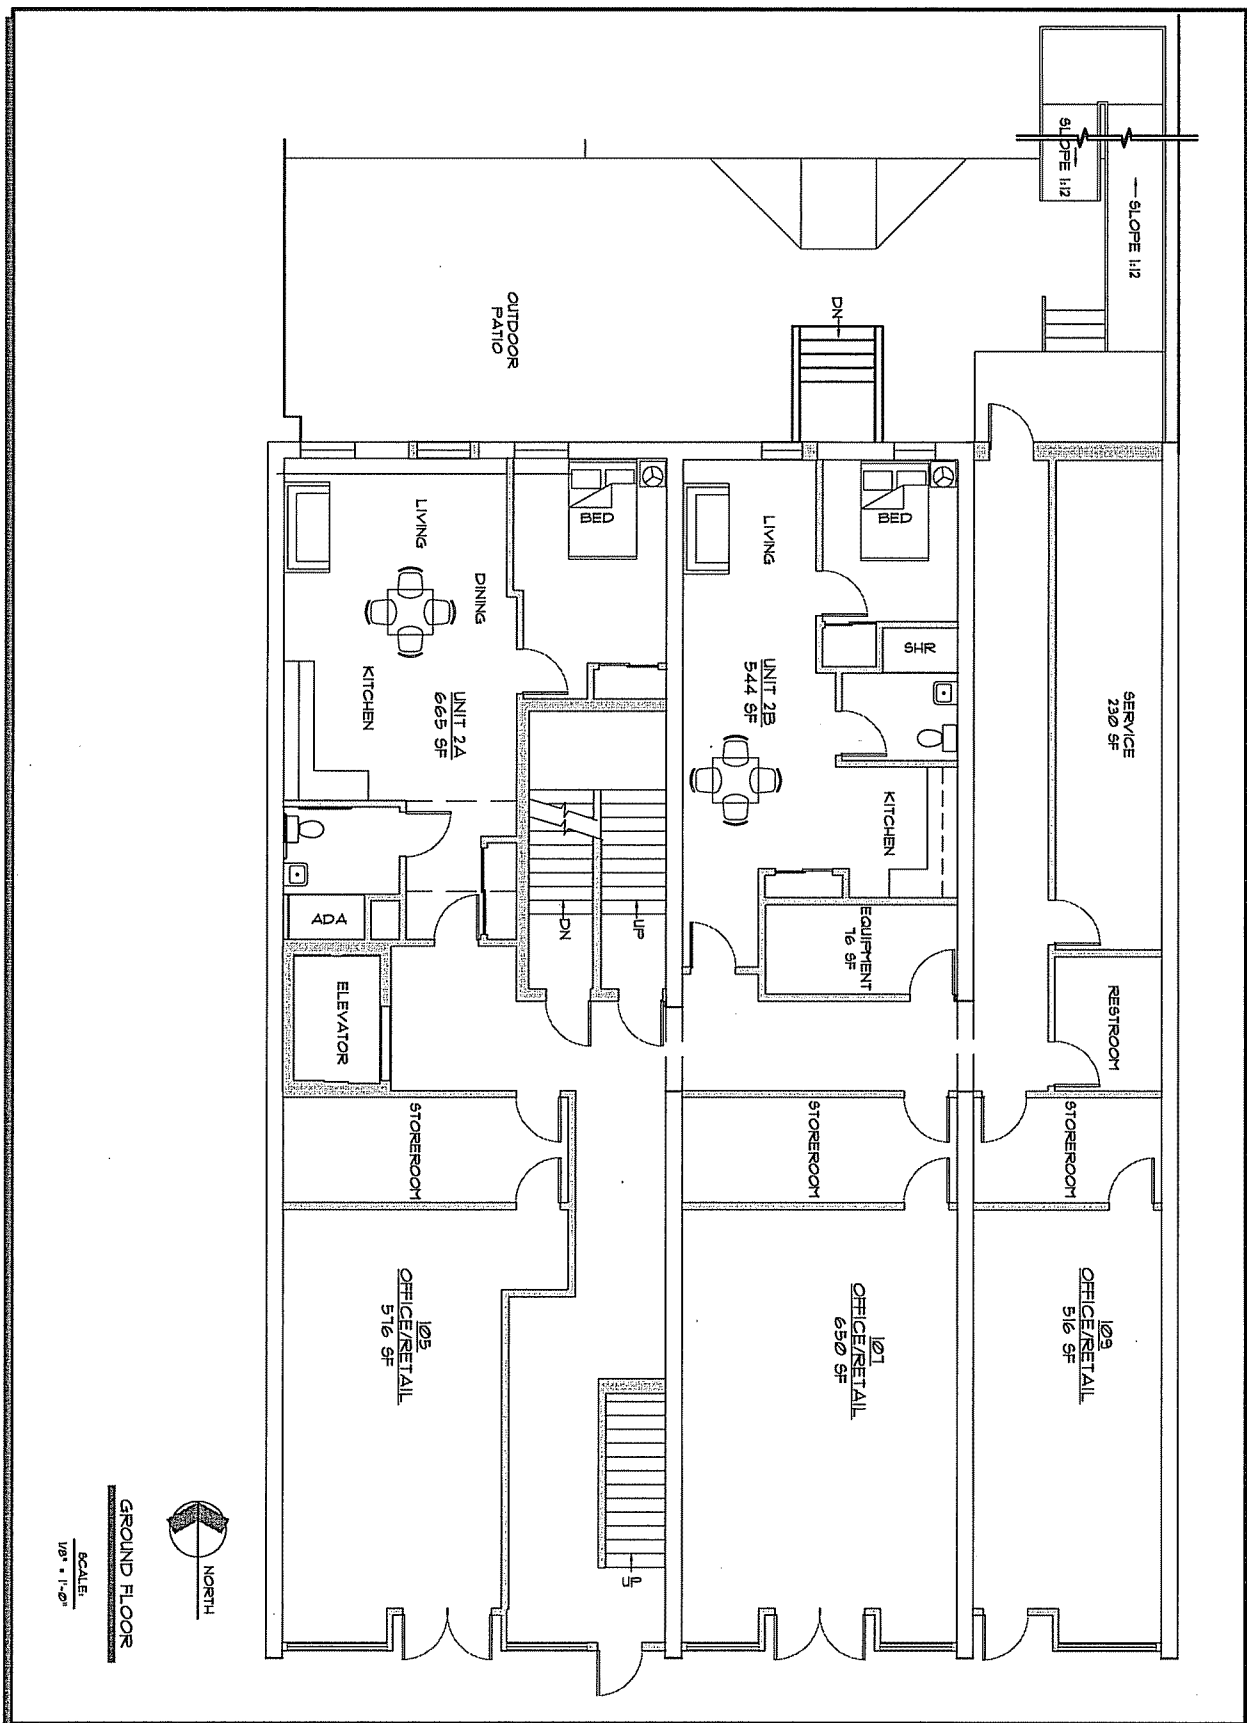 SLOPE 1:12
SLOPE 1:12
DN
OUTDOOR
PATIO
BED
BED
LIVING
LIVING
DINING
SHR
UNIT 2B
544 SF
SERVICE
230 SF
KITCHEN
UNIT 2A
665 SF
KITCHEN
ADA
DN
UP
EQUIPMENT
76 SF
ELEVATOR
RESTROOM
STOREROOM
STOREROOM
STOREROOM
105
OFFICE/RETAIL
576 SF
107
OFFICE/RETAIL
650 SF
109
OFFICE/RETAIL
516 SF
UP
NORTH
GROUND FLOOR
SCALE:
1/8" = 1'-0"